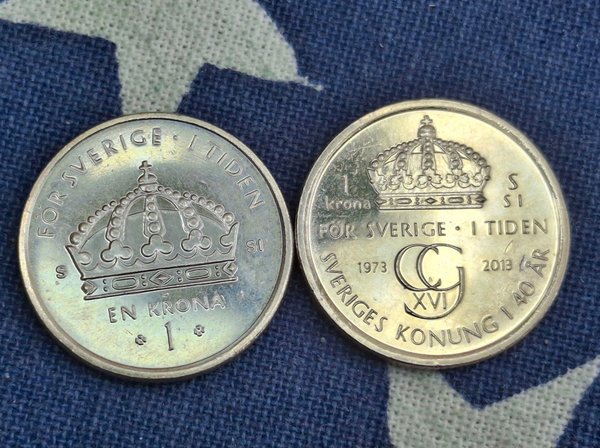 FÖR SVERIGE · I TIDEN
S SI
EN KRONA
1
1
krona
S
SI
FÖR SVERIGE · I TIDEN
1973 CG 2013
XVI
SVERIGES KONUNG I 40 ÅR